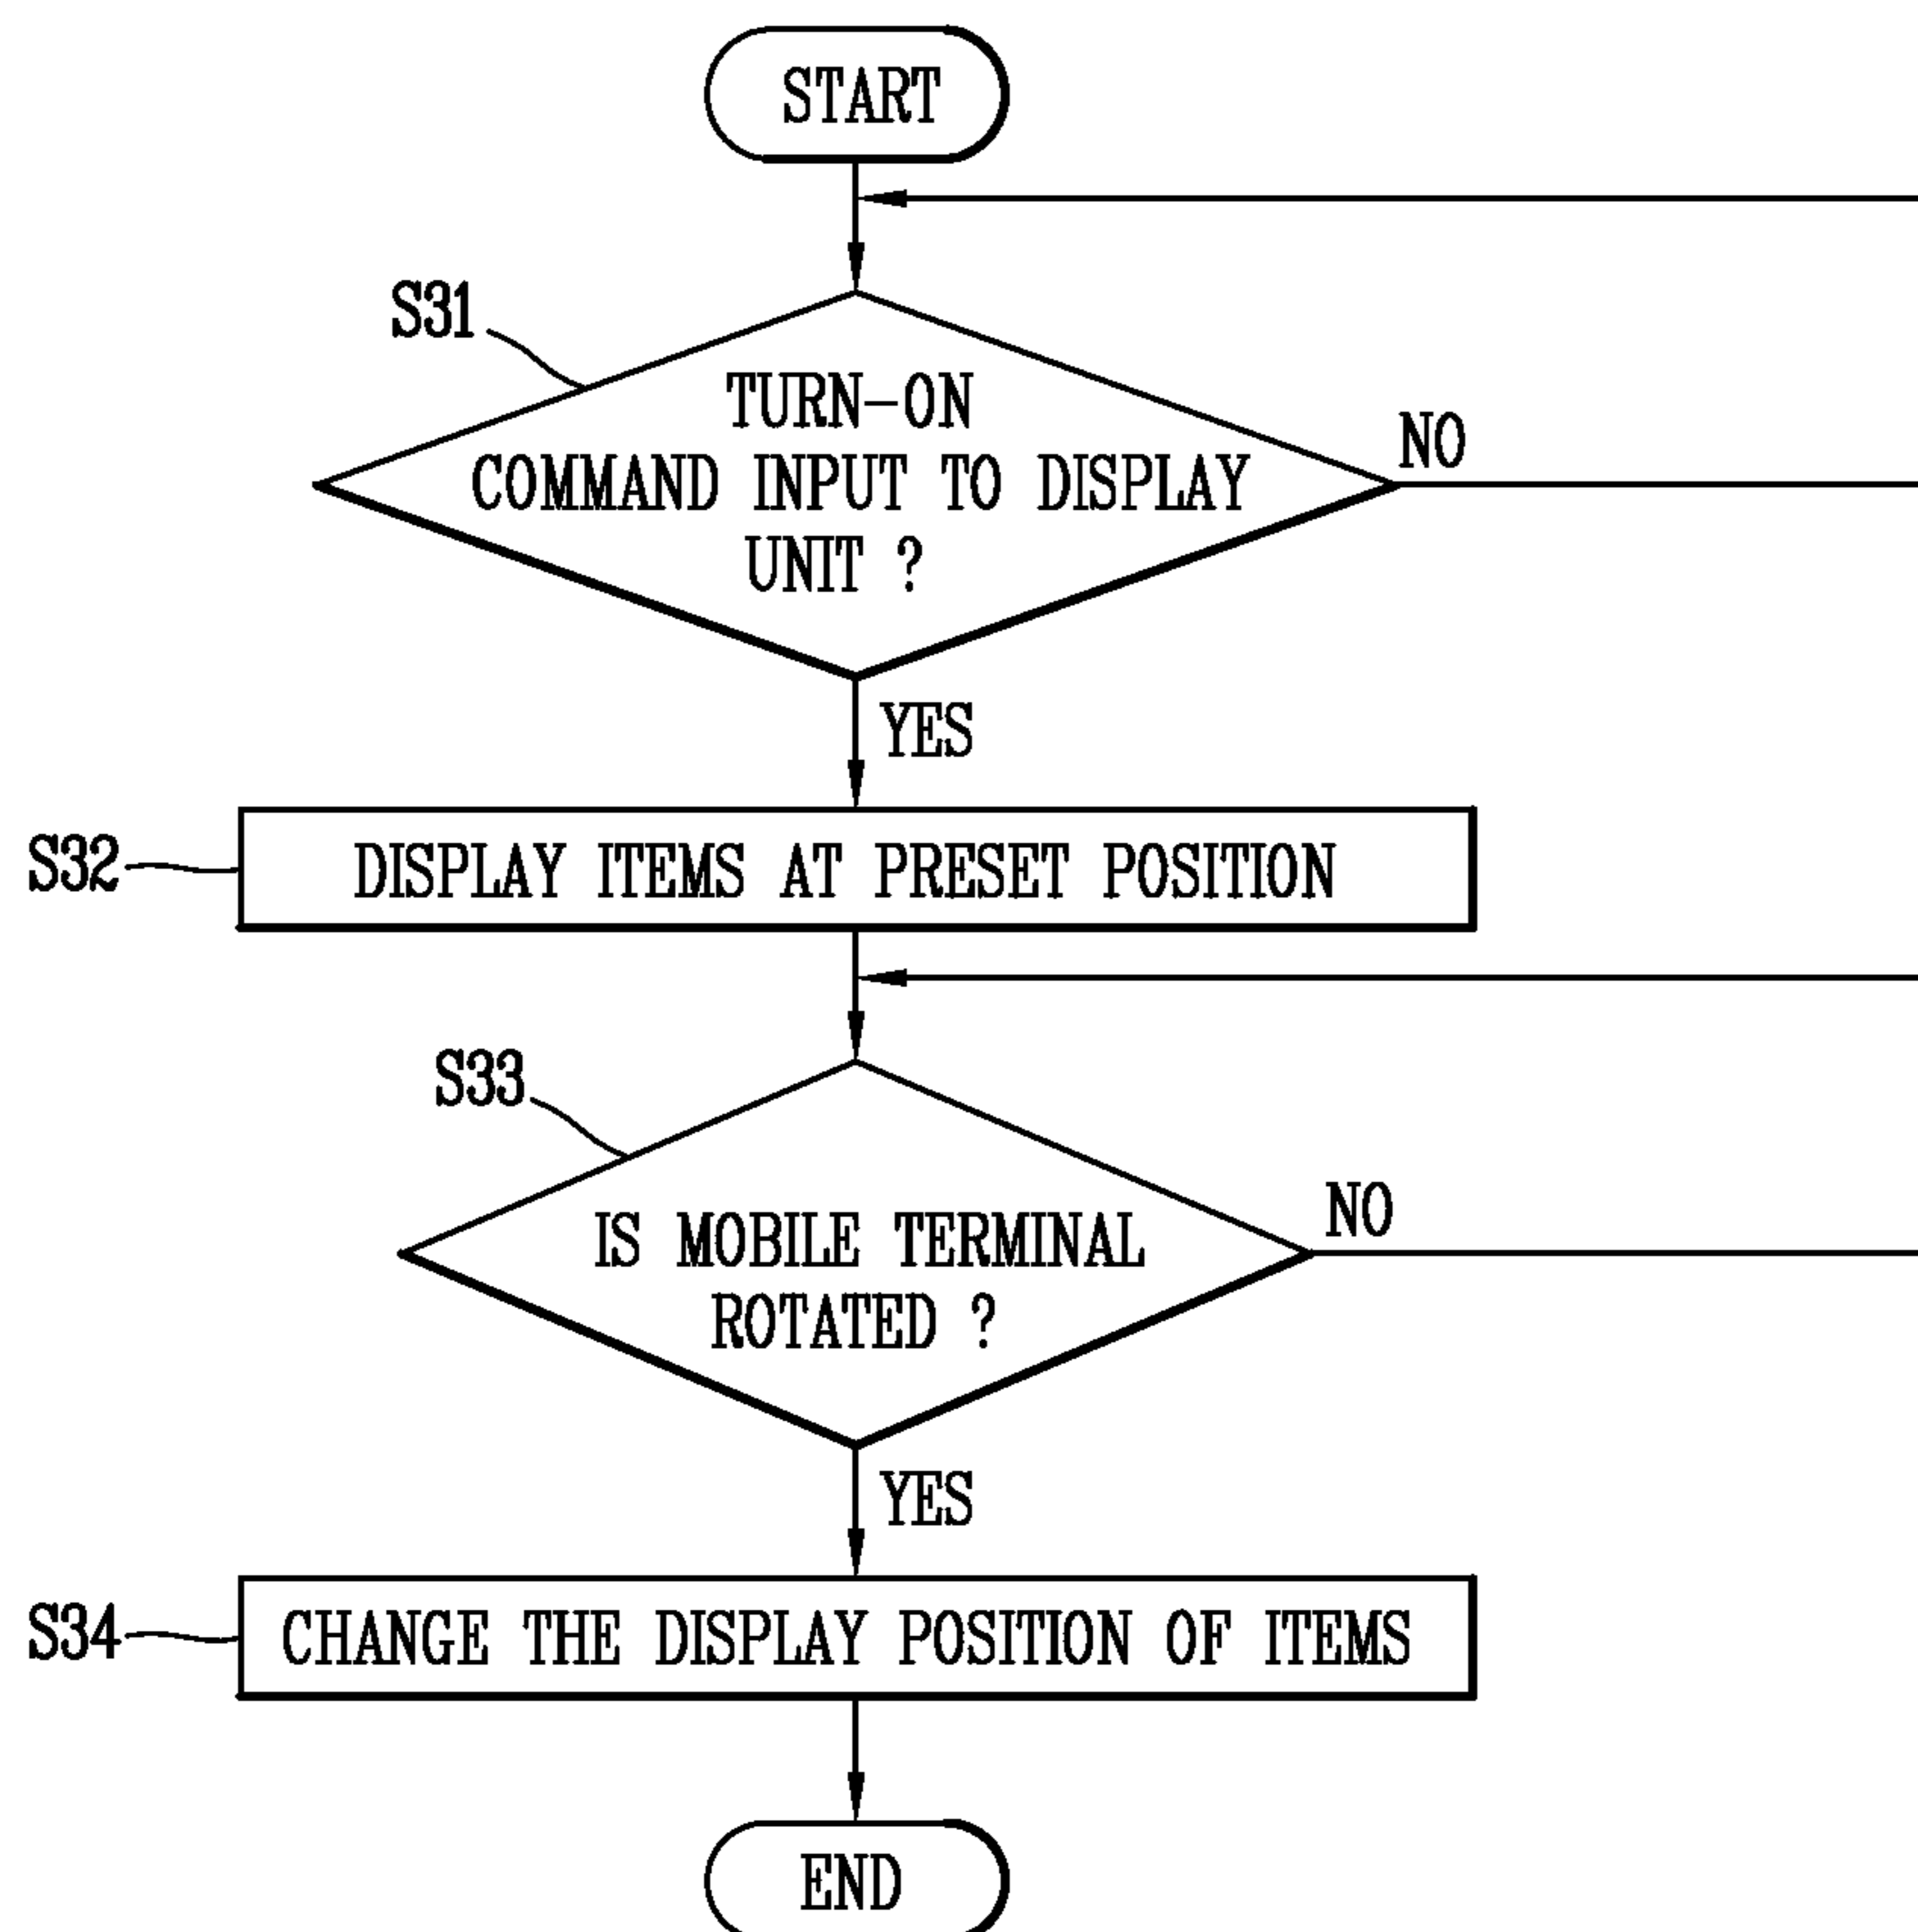 START
S31
TURN-ON
COMMAND INPUT TO DISPLAY
UNIT ?
NO
YES
S32
DISPLAY ITEMS AT PRESET POSITION
S33
IS MOBILE TERMINAL
ROTATED ?
NO
YES
S34
CHANGE THE DISPLAY POSITION OF ITEMS
END